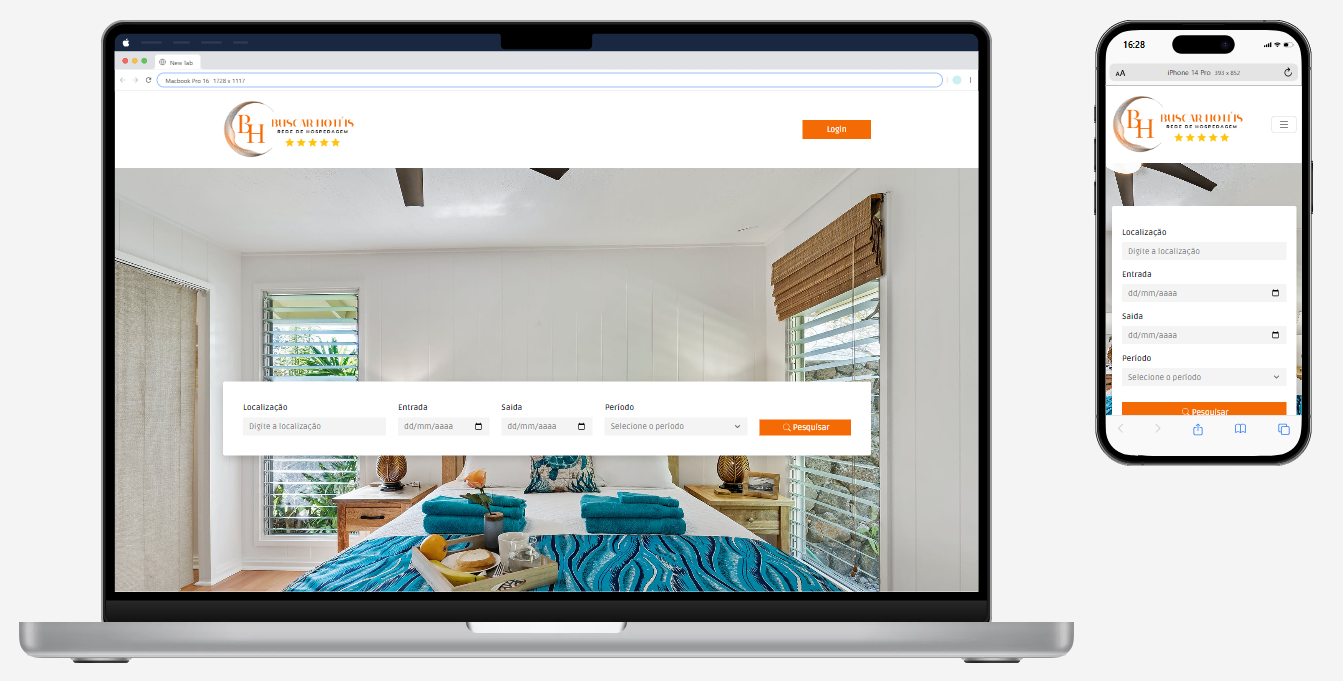 New Tab
Macbook Pro 16 1728 x 1117
BH
BUSCAR HOTÉIS
REDE DE HOSPEDAGEM
Login
Localização
Entrada
Saida
Período
Digite a localização
dd/mm/aaaa
dd/mm/aaaa
Selecione o período
Pesquisar
16:28
AA
iPhone 14 Pro 393 x 852
BH
BUSCAR HOTÉIS
REDE DE HOSPEDAGEM
Localização
Digite a localização
Entrada
dd/mm/aaaa
Saida
dd/mm/aaaa
Período
Selecione o período
Pesquisar